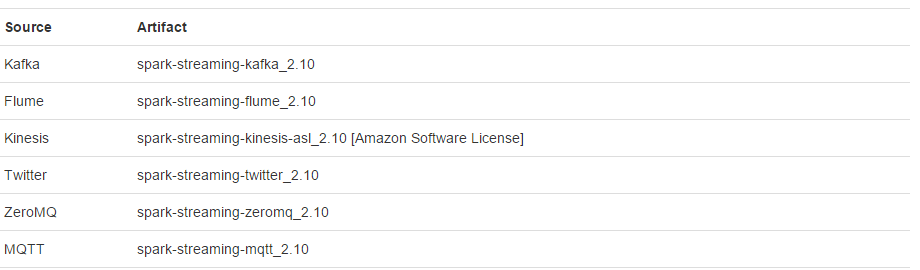 Source Artifact
Kafka spark-streaming-kafka_2.10
Flume spark-streaming-flume_2.10
Kinesis spark-streaming-kinesis-asl_2.10 [Amazon Software License]
Twitter spark-streaming-twitter_2.10
ZeroMQ spark-streaming-zeromq_2.10
MQTT spark-streaming-mqtt_2.10